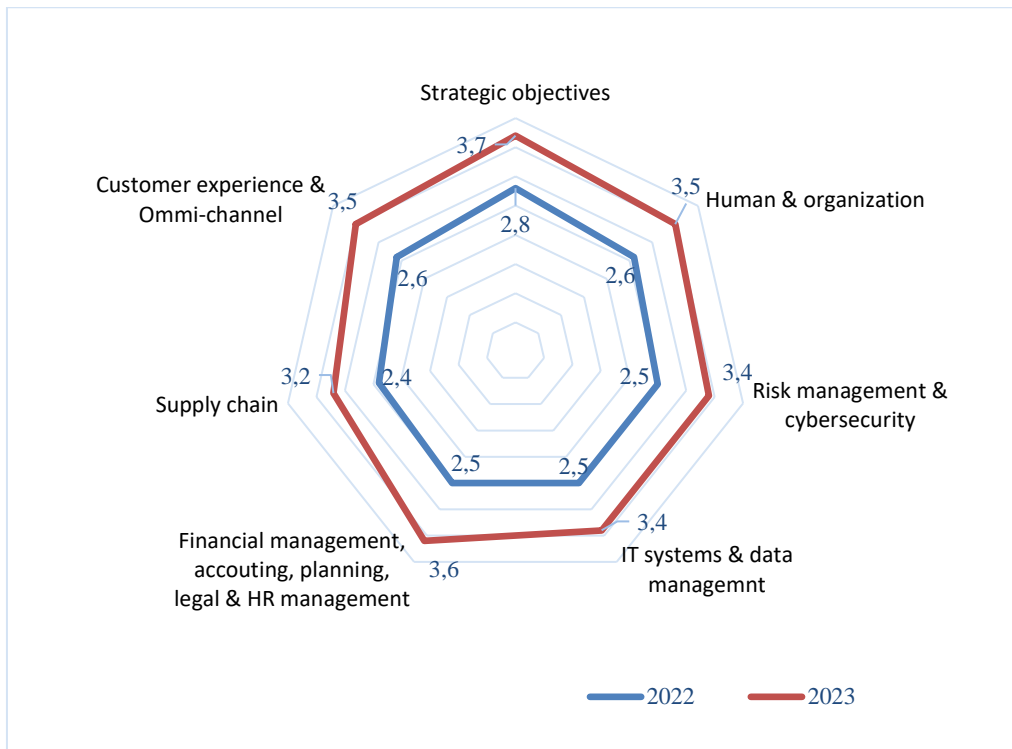 Strategic objectives
3,7
Customer experience &
Ommi-channel
3,5
3,5
Human & organization
2,8
2,6
2,6
3,2
2,4
2,5
3,4
Supply chain
Risk management &
cybersecurity
2,5
2,5
3,4
Financial management,
accouting, planning,
legal & HR management
3,6
IT systems & data
managemnt
2022
2023